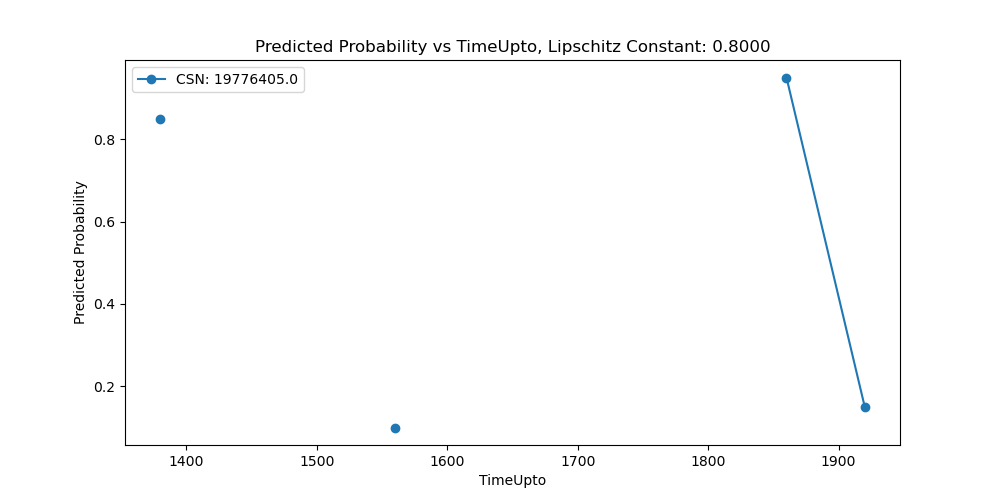 Predicted Probability vs TimeUpto, Lipschitz Constant: 0.8000
CSN: 19776405.0
Predicted Probability
0.8
0.6
0.4
0.2
1400 1500 1600 1700 1800 1900
TimeUpto